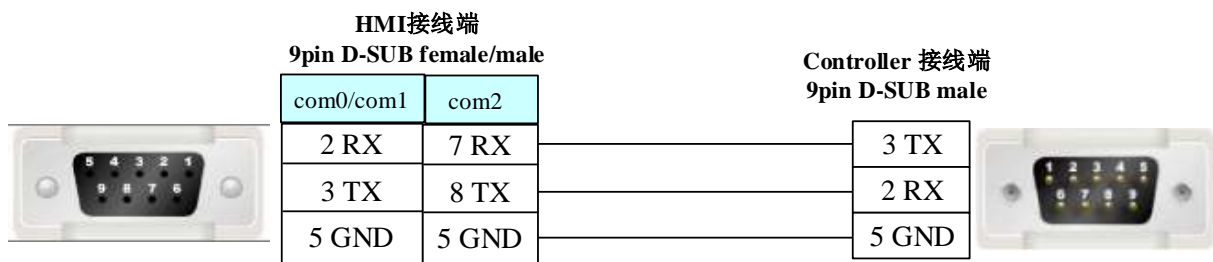 HMI接线端
9pin D-SUB female/male
Controller 接线端
9pin D-SUB male
com0/com1 com2
2 RX 7 RX 3 TX
3 TX 8 TX 2 RX
5 GND 5 GND 5 GND
5 4 3 2 1
9 8 7 6
1 2 3 4 5
6 7 8 9